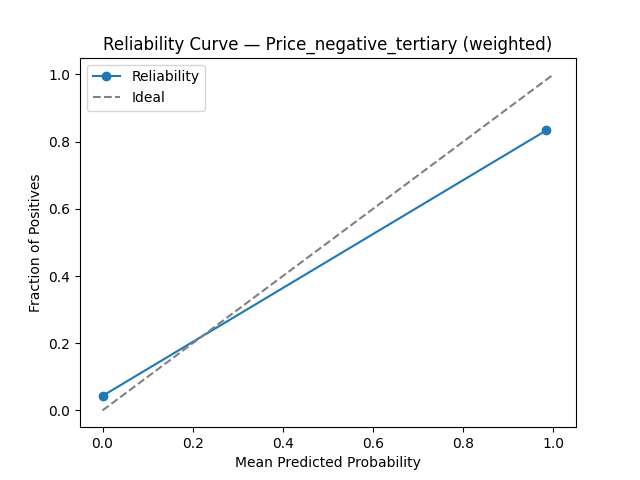 Reliability Curve — Price_negative_tertiary (weighted)
Reliability
Ideal
1.0
0.8
0.6
0.4
0.2
0.0
Fraction of Positives
0.0 0.2 0.4 0.6 0.8 1.0
Mean Predicted Probability